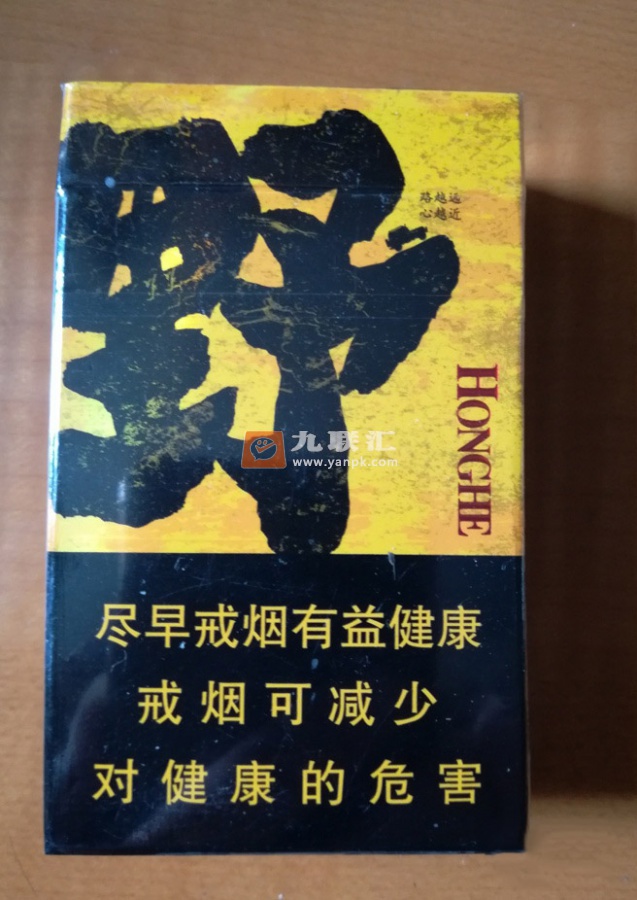 野
路越远
心越近
HONGHE
九联汇
www.yanpk.com
尽早戒烟有益健康
戒烟可减少
对健康的危害